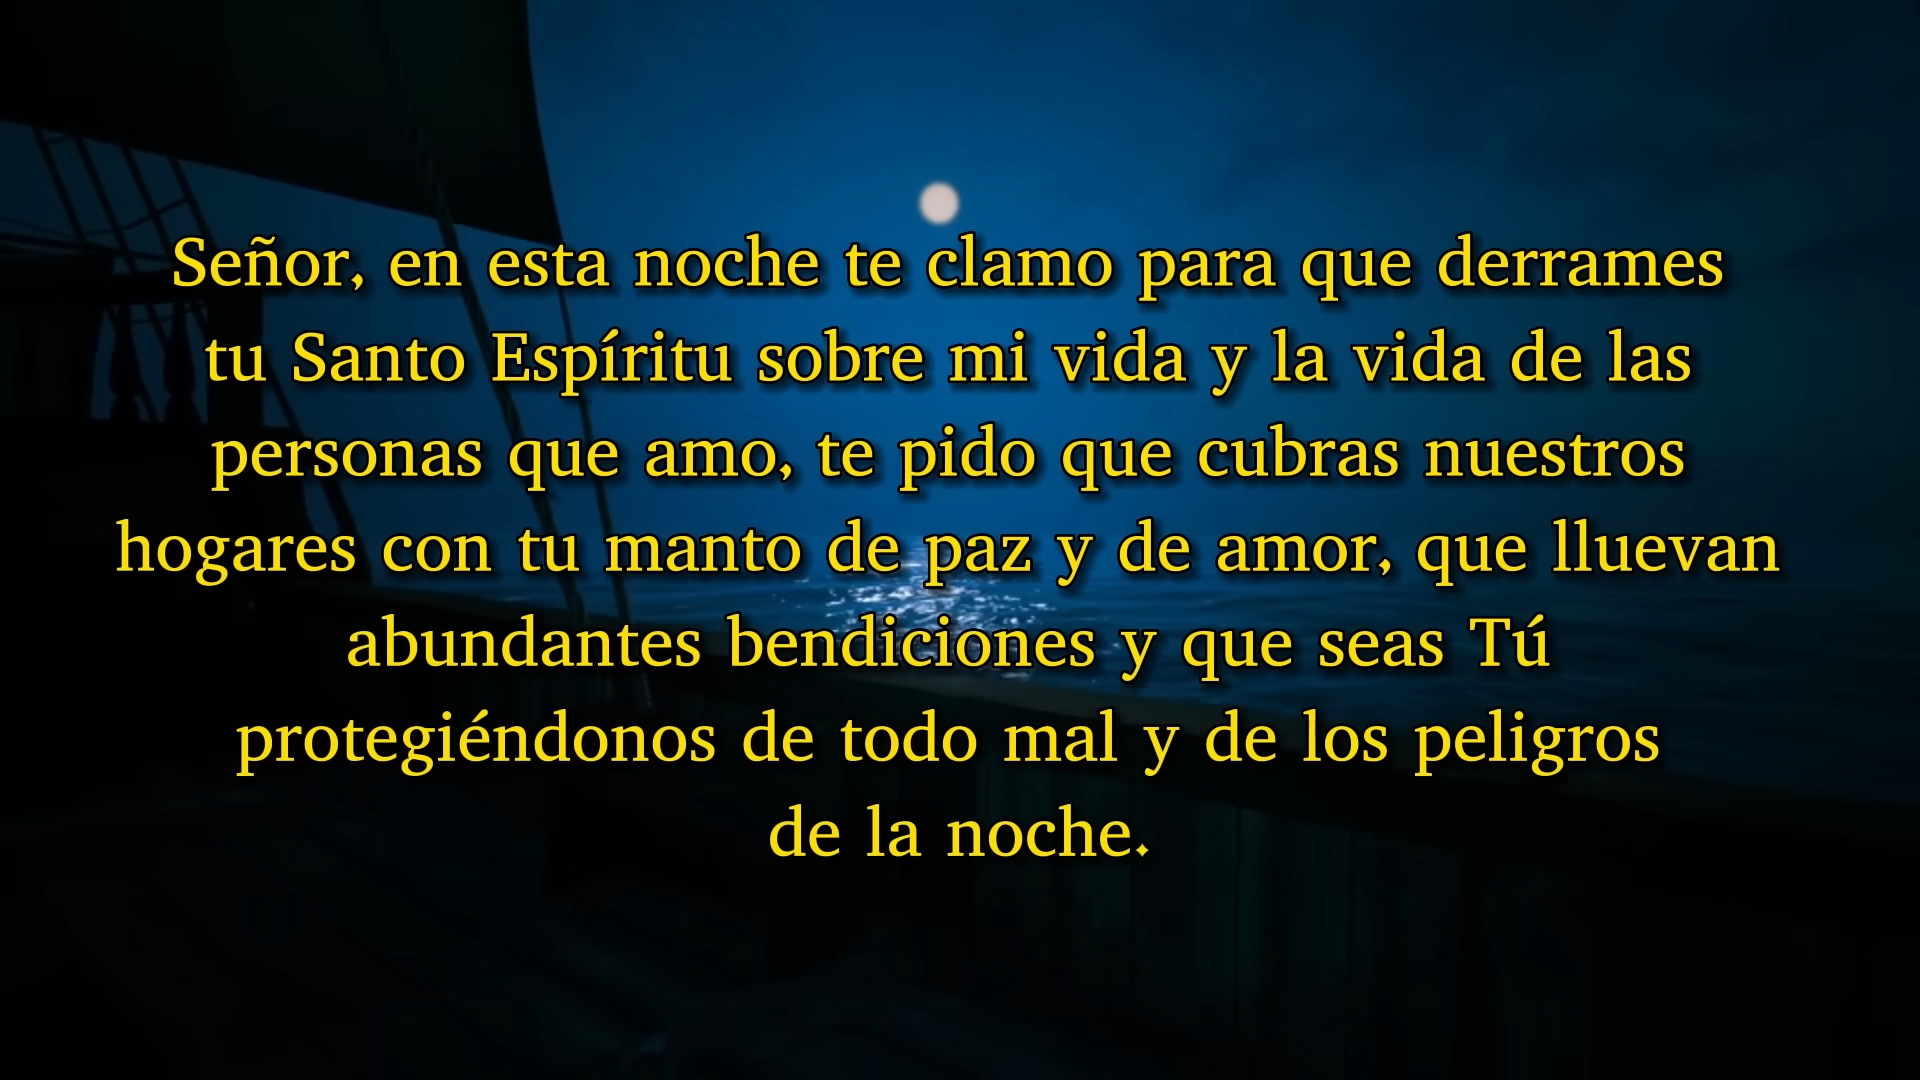 Señor, en esta noche te clamo para que derrames
tu Santo Espíritu sobre mi vida y la vida de las
personas que amo, te pido que cubras nuestros
hogares con tu manto de paz y de amor, que lluevan
abundantes bendiciones y que seas Tú
protegiéndonos de todo mal y de los peligros
de la noche.